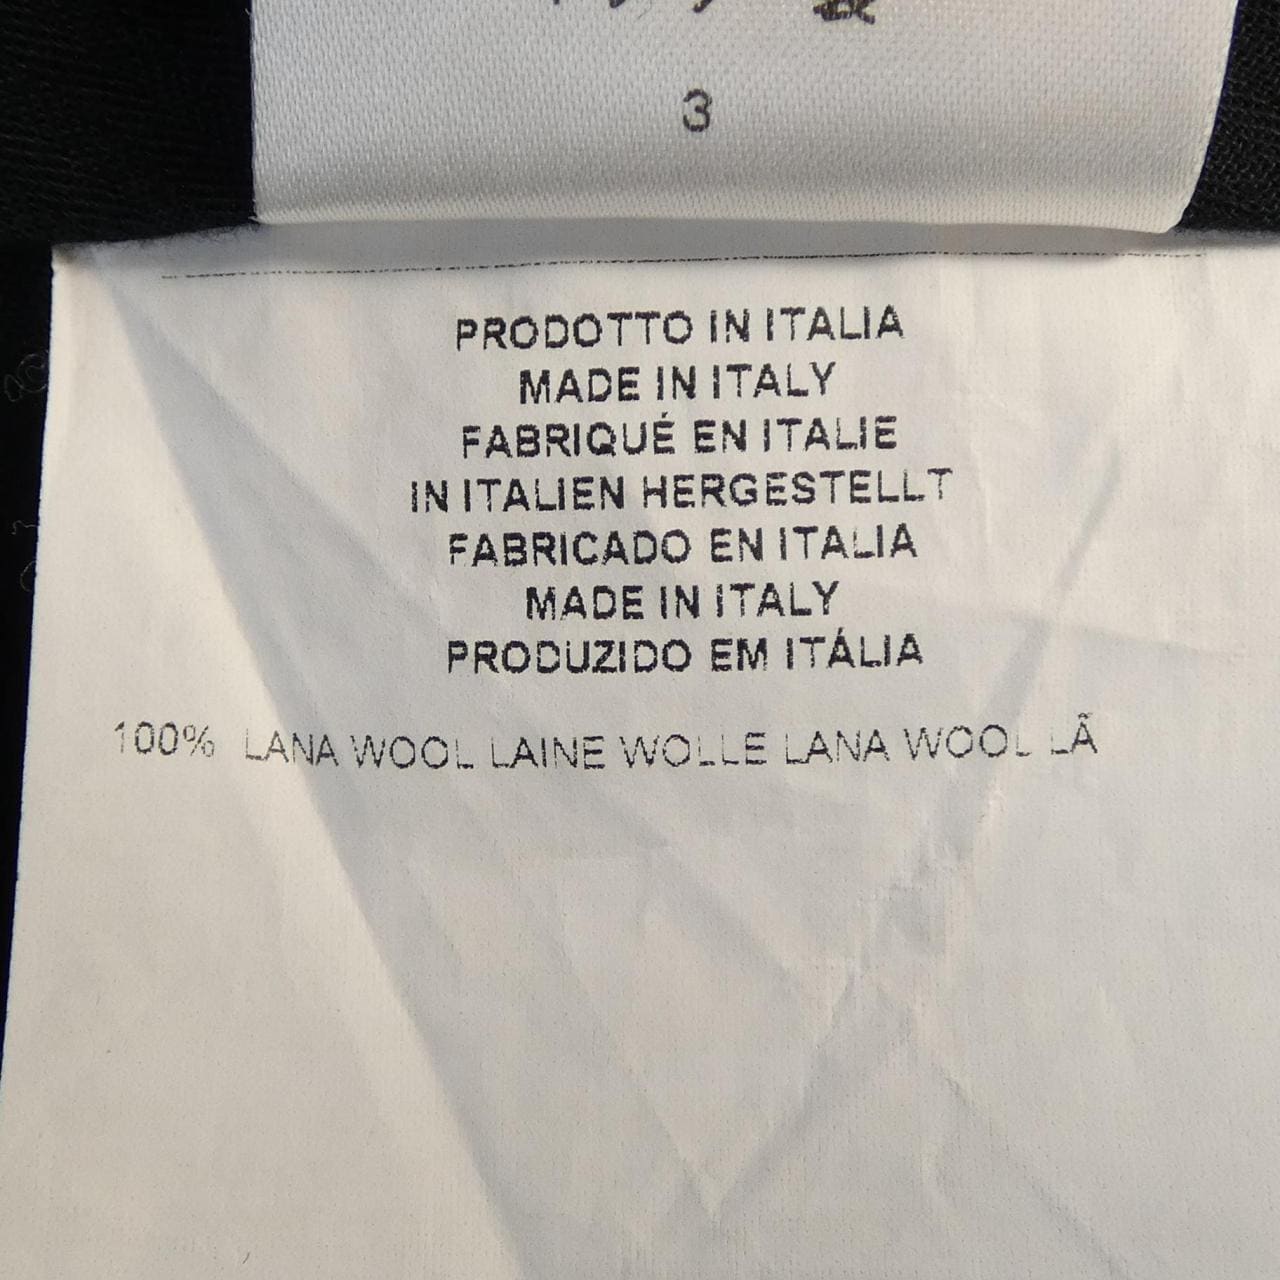 3
PRODOTTO IN ITALIA
MADE IN ITALY
FABRIQUÉ EN ITALIE
IN ITALIEN HERGESTELLT
FABRICADO EN ITALIA
MADE IN ITALY
PRODUZIDO EM ITÁLIA
100% LANA WOOL LAINE WOLLE LANA WOOL LÃ